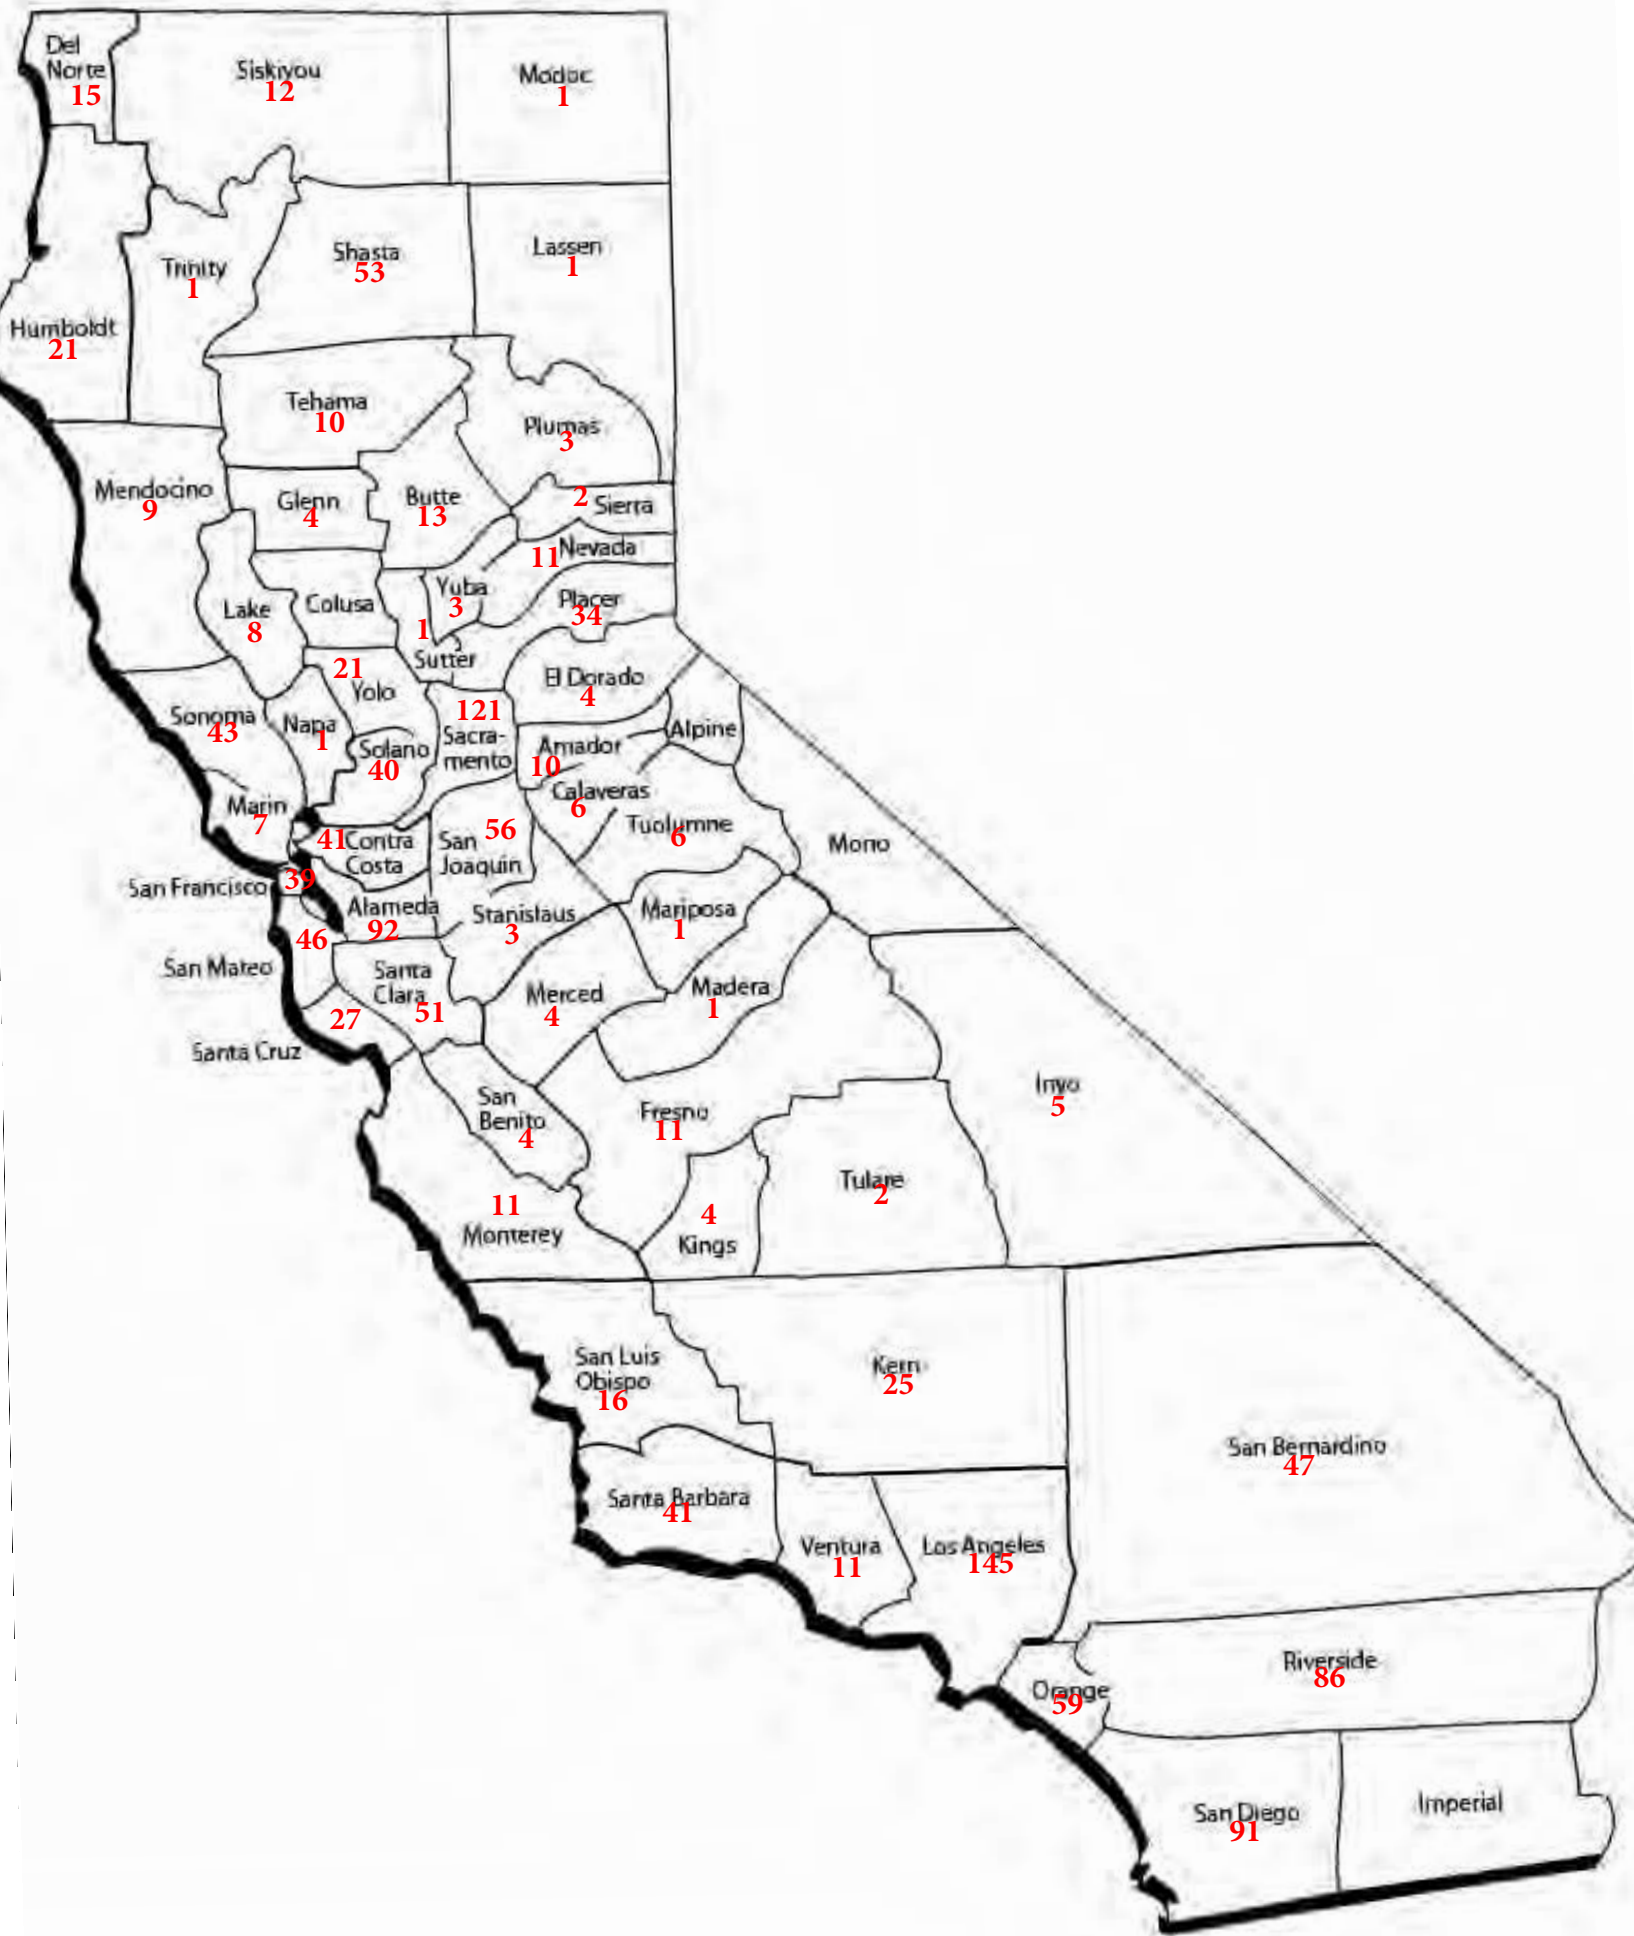 Del
Norte
15
Siskiyou
12
Modoc
1
Humboldt
21
Trinity
1
Shasta
53
Lassen
1
Tehama
10
Plumas
3
Mendocino
9
Glenn
4
Butte
13
2
Sierra
11
Nevada
Lake
8
Colusa
1
Sutter
Yuba
3
Placer
34
21
Yolo
El Dorado
4
Sonoma
43
Napa
1
Solano
40
121
Sacra-
mento
Amador
10
Alpine
Calaveras
6
Marin
7
41
Contra
Costa
San
Joaquin
56
Tuolumne
6
Mono
San Francisco
39
Alameda
92
Stanislaus
3
Mariposa
1
46
San Mateo
Santa
Clara
51
Merced
4
Madera
1
27
Santa Cruz
San
Benito
4
Fresno
11
Inyo
5
11
Monterey
4
Kings
Tulare
2
San Luis
Obispo
16
Kern
25
San Bernardino
47
Santa Barbara
41
Ventura
11
Los Angeles
145
Orange
59
Riverside
86
San Diego
91
Imperial